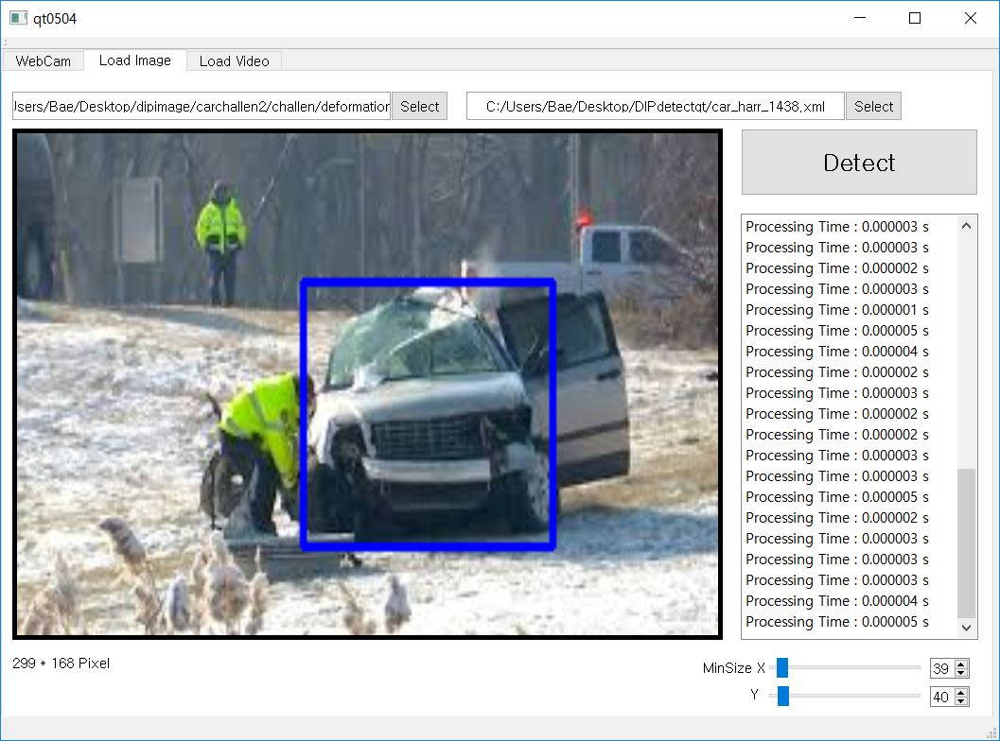 qt0504
WebCam
Load Image
Load Video
Jsers/Bae/Desktop/dipimage/carchallen2/challen/deformation
Select
C:/Users/Bae/Desktop/DIPdetectqt/car_harr_1438.xml
Select
Detect
Processing Time : 0.000003 s
Processing Time : 0.000003 s
Processing Time : 0.000002 s
Processing Time : 0.000003 s
Processing Time : 0.000001 s
Processing Time : 0.000005 s
Processing Time : 0.000004 s
Processing Time : 0.000002 s
Processing Time : 0.000003 s
Processing Time : 0.000002 s
Processing Time : 0.000002 s
Processing Time : 0.000003 s
Processing Time : 0.000003 s
Processing Time : 0.000005 s
Processing Time : 0.000002 s
Processing Time : 0.000003 s
Processing Time : 0.000003 s
Processing Time : 0.000003 s
Processing Time : 0.000004 s
Processing Time : 0.000005 s
299 * 168 Pixel
MinSize X
39
Y
40